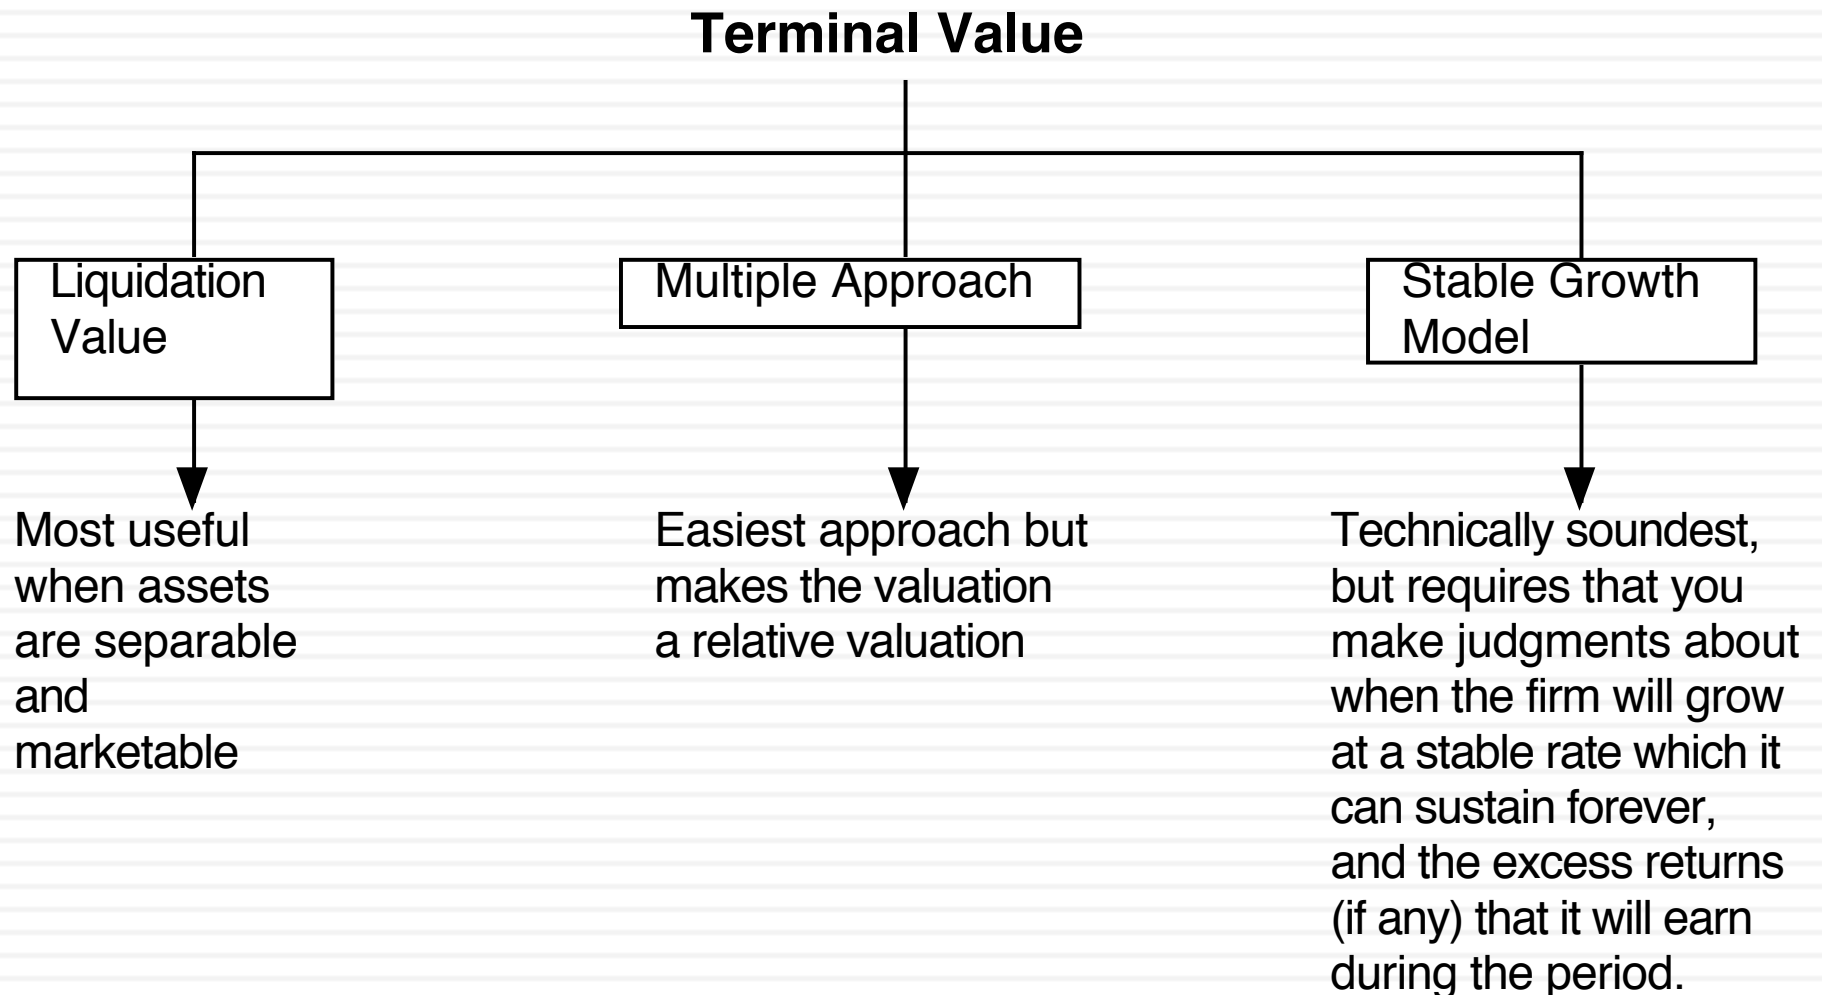 Terminal Value
Liquidation
Value
Multiple Approach
Stable Growth
Model
Most useful
when assets
are separable
and
marketable
Easiest approach but
makes the valuation
a relative valuation
Technically soundest,
but requires that you
make judgments about
when the firm will grow
at a stable rate which it
can sustain forever,
and the excess returns
(if any) that it will earn
during the period.